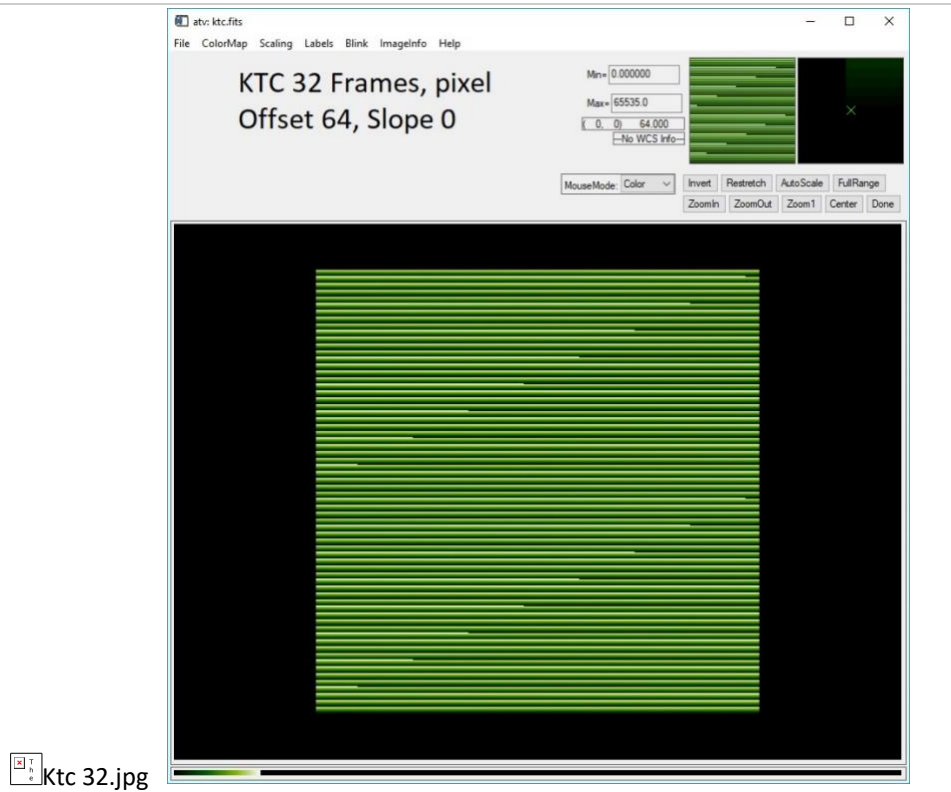 atv: ktc.fits
File ColorMap Scaling Labels Blink ImageInfo Help
KTC 32 Frames, pixel
Offset 64, Slope 0
Min= 0.000000
Max= 65535.0
( 0, 0) 64.000
No WCS Info
MouseMode: Color
Invert Restretch AutoScale FullRange
ZoomIn ZoomOut Zoom1 Center Done
The
Ktc 32.jpg